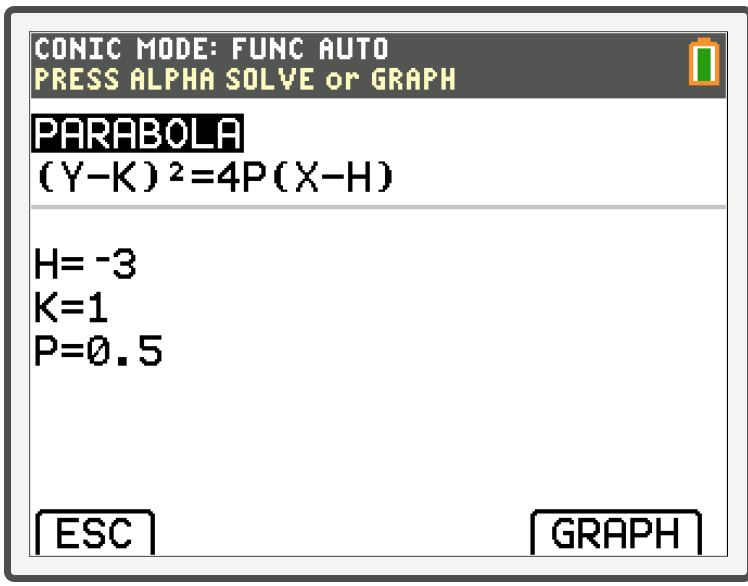 CONIC MODE: FUNC AUTO
PRESS ALPHA SOLVE or GRAPH
PARABOLA
(Y-K)²=4P(X-H)
H=⁻3
K=1
P=0.5
ESC GRAPH